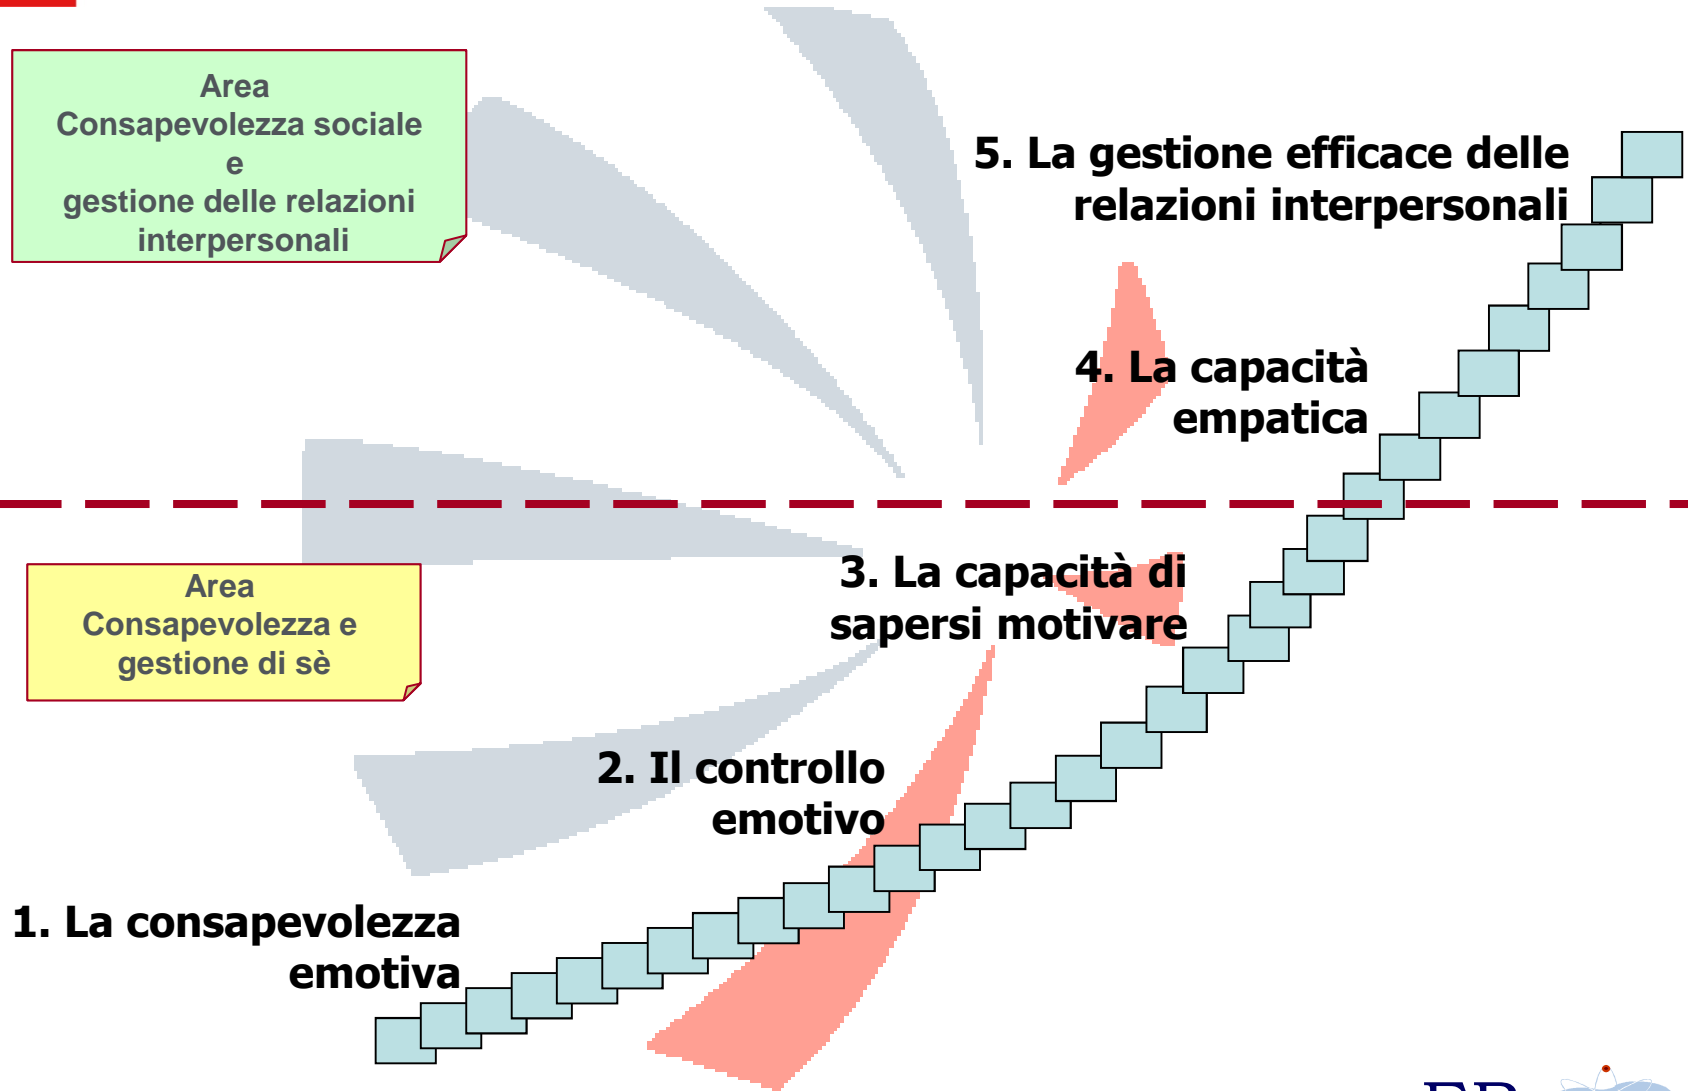 Area
Consapevolezza sociale
e
gestione delle relazioni
interpersonali
5. La gestione efficace delle
relazioni interpersonali
4. La capacità
empatica
Area
Consapevolezza e
gestione di sè
3. La capacità di
sapersi motivare
2. Il controllo
emotivo
1. La consapevolezza
emotiva